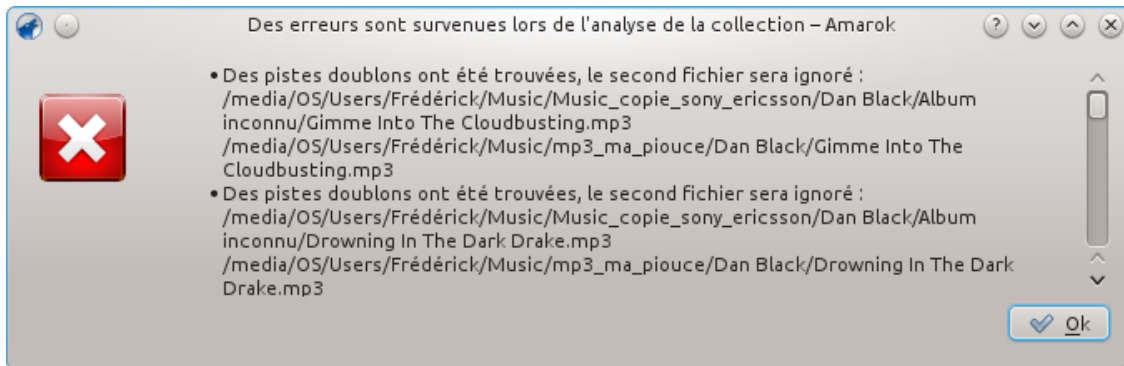 Des erreurs sont survenues lors de l'analyse de la collection – Amarok
• Des pistes doublons ont été trouvées, le second fichier sera ignoré :
/media/OS/Users/Frédérick/Music/Music_copie_sony_ericsson/Dan Black/Album
inconnu/Gimme Into The Cloudbusting.mp3
/media/OS/Users/Frédérick/Music/mp3_ma_piouce/Dan Black/Gimme Into The
Cloudbusting.mp3
• Des pistes doublons ont été trouvées, le second fichier sera ignoré :
/media/OS/Users/Frédérick/Music/Music_copie_sony_ericsson/Dan Black/Album
inconnu/Drowning In The Dark Drake.mp3
/media/OS/Users/Frédérick/Music/mp3_ma_piouce/Dan Black/Drowning In The Dark
Drake.mp3
Ok